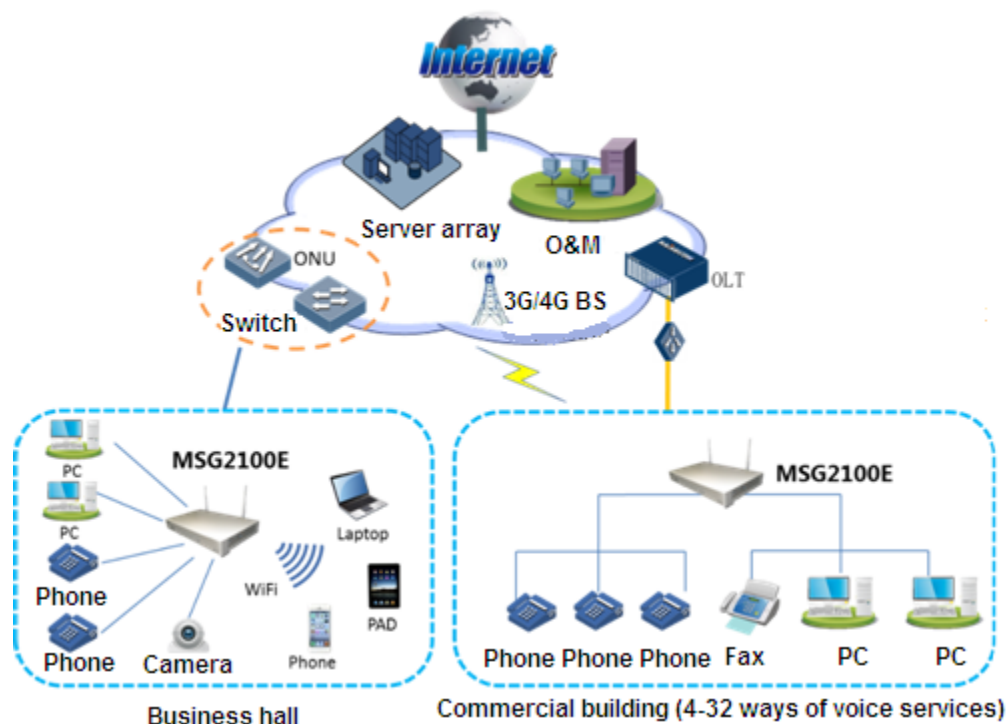 Internet
Server array
O&M
ONU
Switch
3G/4G BS
OLT
PC
MSG2100E
PC
Laptop
Phone
WiFi
PAD
Phone
Camera
Phone
Business hall
MSG2100E
Phone Phone Phone Fax PC PC
Commercial building (4-32 ways of voice services)